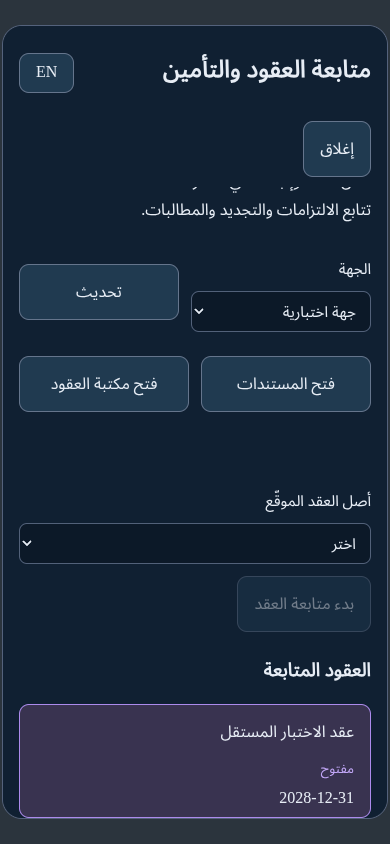 متابعة العقود والتأمين
EN
إغلاق
تتابع الالتزامات والتجديد والمطالبات.
الجهة
جهة اختبارية
تحديث
فتح المستندات
فتح مكتبة العقود
أصل العقد الموقّع
اختر
بدء متابعة العقد
العقود المتابعة
عقد الاختبار المستقل
مفتوح
2028-12-31